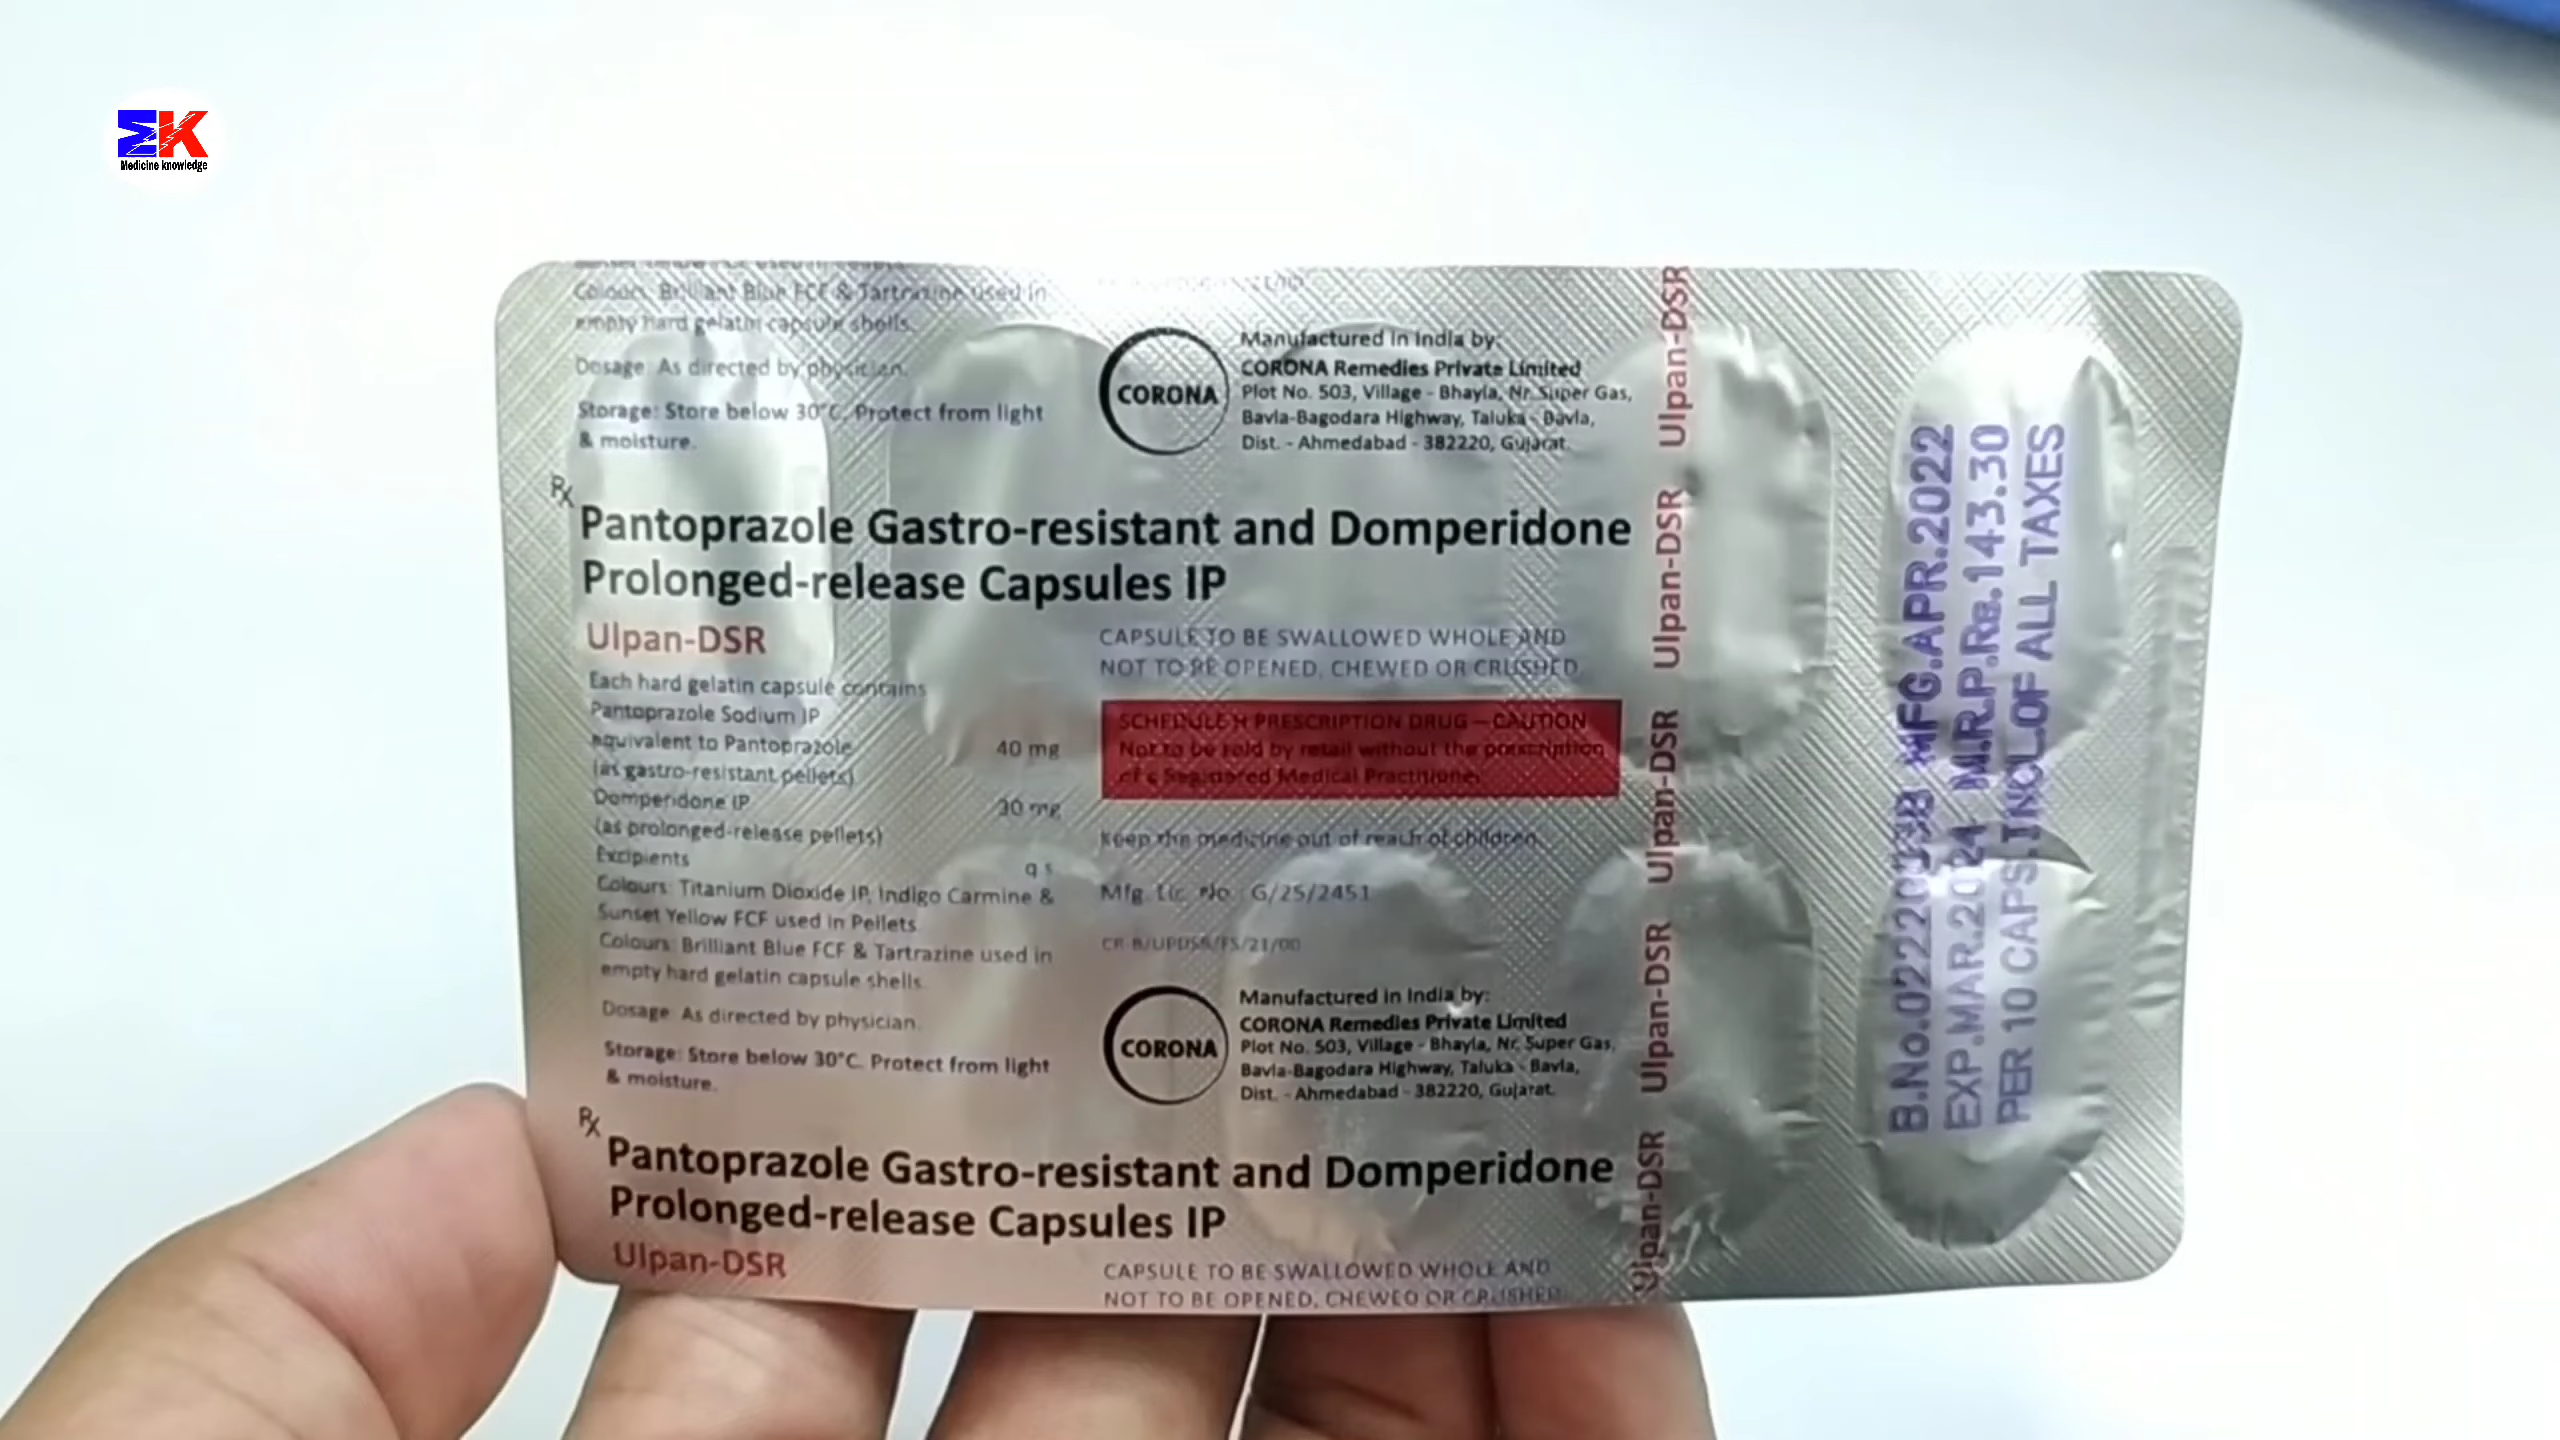 EK
Medicine knowledge
Colours: Brilliant Blue FCF & Tartrazine used in
empty hard gelatin capsule shells.
Dosage: As directed by physician.
Storage: Store below 30°C. Protect from light
& moisture.
CORONA
Manufactured in India by:
CORONA Remedies Private Limited
Plot No. 503, Village - Bhayla, Nr. Super Gas,
Bavla-Bagodara Highway, Taluka - Bavla,
Dist. - Ahmedabad - 382220, Gujarat.
Rx
Pantoprazole Gastro-resistant and Domperidone
Prolonged-release Capsules IP
Ulpan-DSR
Each hard gelatin capsule contains
Pantoprazole Sodium IP
equivalent to Pantoprazole 40 mg
(as gastro-resistant pellets)
Domperidone IP 30 mg
(as prolonged-release pellets)
Excipients q s
Colours: Titanium Dioxide IP, Indigo Carmine &
Sunset Yellow FCF used in Pellets
Colours: Brilliant Blue FCF & Tartrazine used in
empty hard gelatin capsule shells.
Dosage: As directed by physician.
Storage: Store below 30°C. Protect from light
& moisture.
CAPSULE TO BE SWALLOWED WHOLE AND
NOT TO BE OPENED, CHEWED OR CRUSHED.
SCHEDULE H PRESCRIPTION DRUG – CAUTION
Not to be sold by retail without the prescription
of a Registered Medical Practitioner.
Keep the medicine out of reach of children.
Mfg. Lic. No.: G/25/2451
CORONA
Manufactured in India by:
CORONA Remedies Private Limited
Plot No. 503, Village - Bhayla, Nr. Super Gas,
Bavla-Bagodara Highway, Taluka - Bavla,
Dist. - Ahmedabad - 382220, Gujarat.
Rx
Pantoprazole Gastro-resistant and Domperidone
Prolonged-release Capsules IP
Ulpan-DSR
CAPSULE TO BE SWALLOWED WHOLE AND
NOT TO BE OPENED, CHEWED OR CRUSHED.
Ulpan-DSR Ulpan-DSR Ulpan-DSR Ulpan-DSR Ulpan-DSR
B.No. MFG.APR.2022
EXP.MAR.2024 M.R.P.Rs.143.30
PER 10 CAPS.INCL.OF ALL TAXES